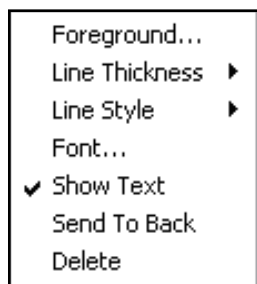 Foreground...
Line Thickness
Line Style
Font...
Show Text
Send To Back
Delete